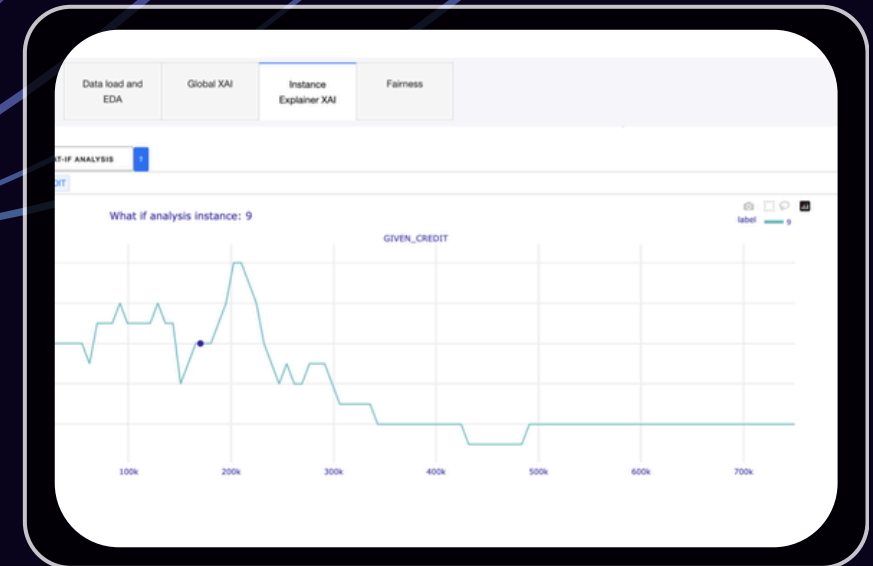 Data load and
EDA
Global XAI
Instance
Explainer XAI
Fairness
T-IF ANALYSIS
?
DIT
What if analysis instance: 9
label
9
GIVEN_CREDIT
100k
200k
300k
400k
500k
600k
700k